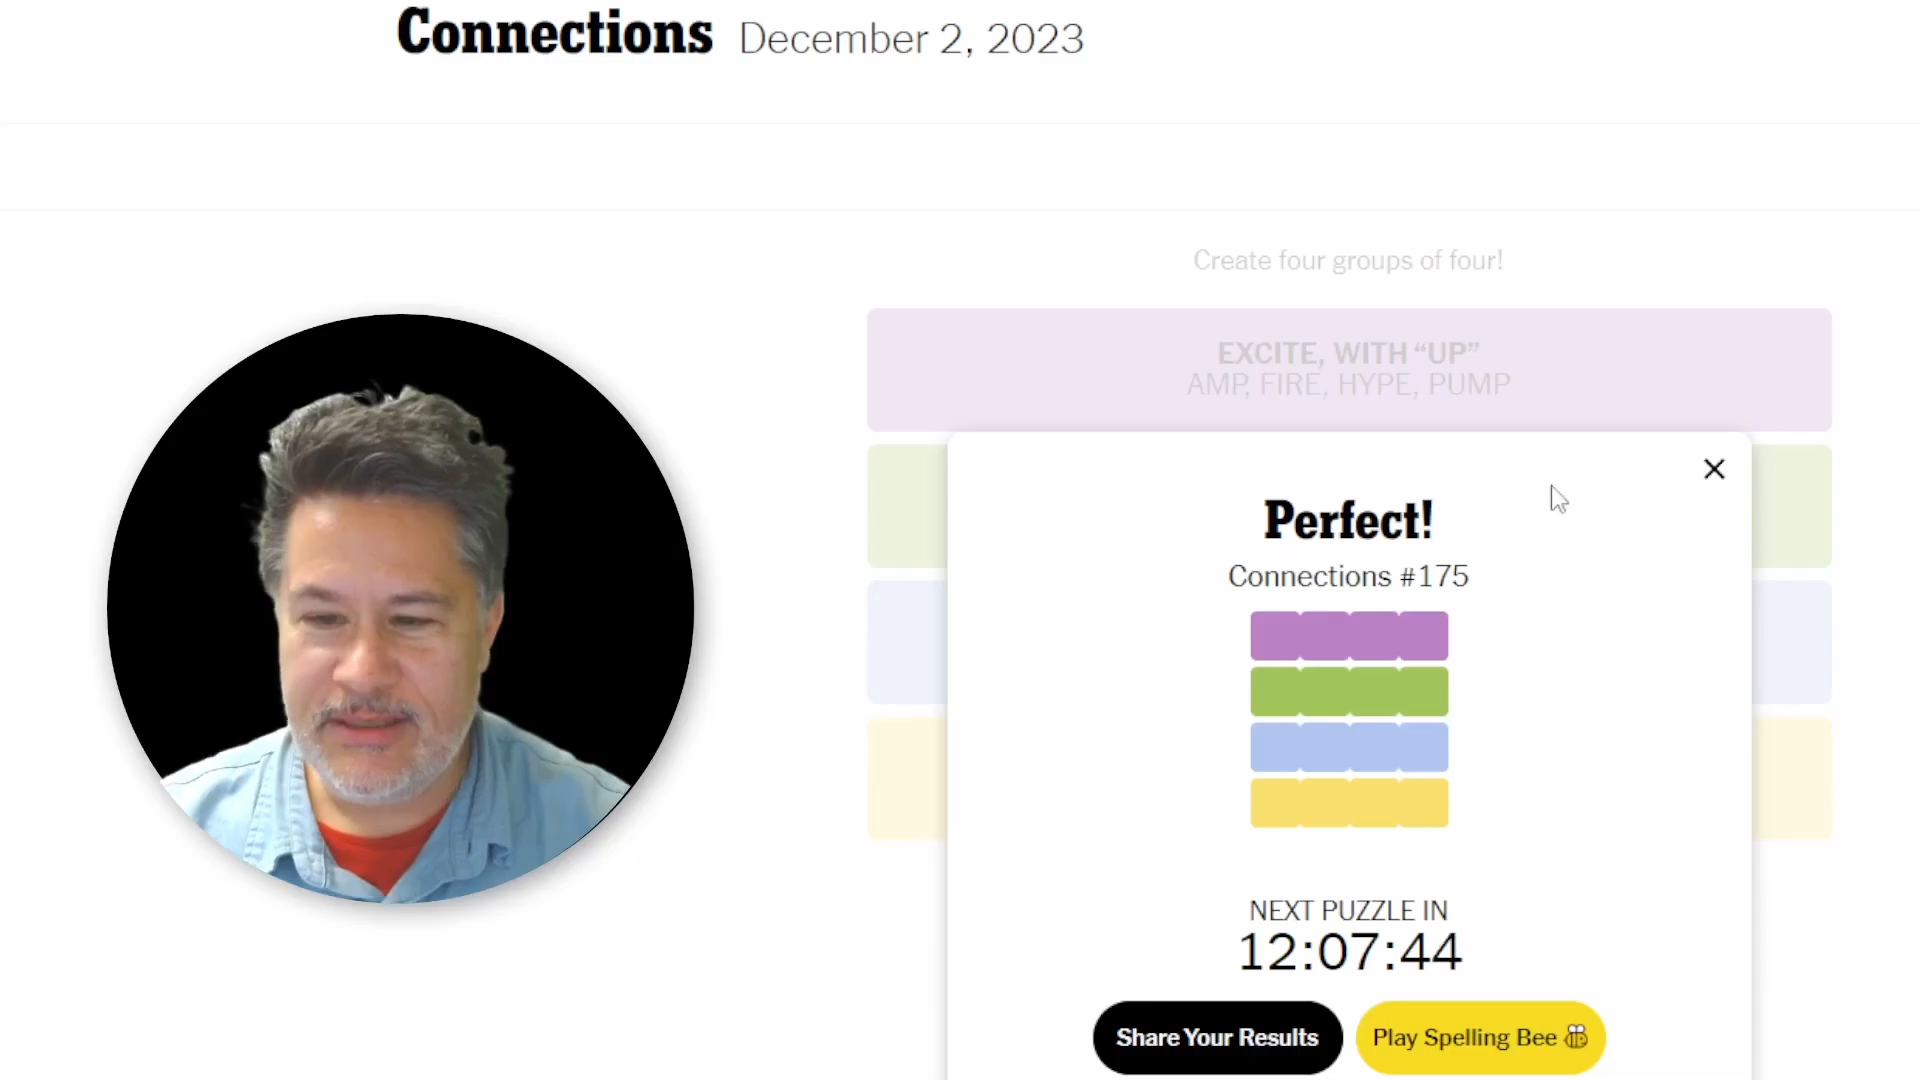 Connections December 2, 2023
Create four groups of four!
EXCITE, WITH “UP”
AMP, FIRE, HYPE, PUMP
Perfect!
Connections #175
NEXT PUZZLE IN
12:07:44
Share Your Results
Play Spelling Bee